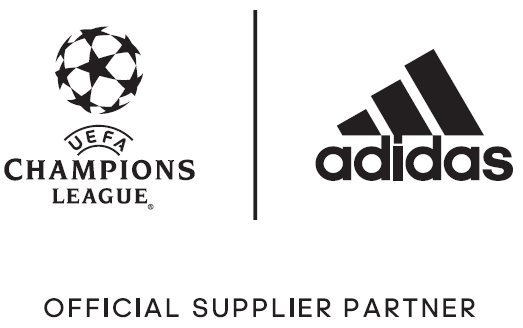 UEFA
CHAMPIONS
LEAGUE®
adidas
OFFICIAL SUPPLIER PARTNER